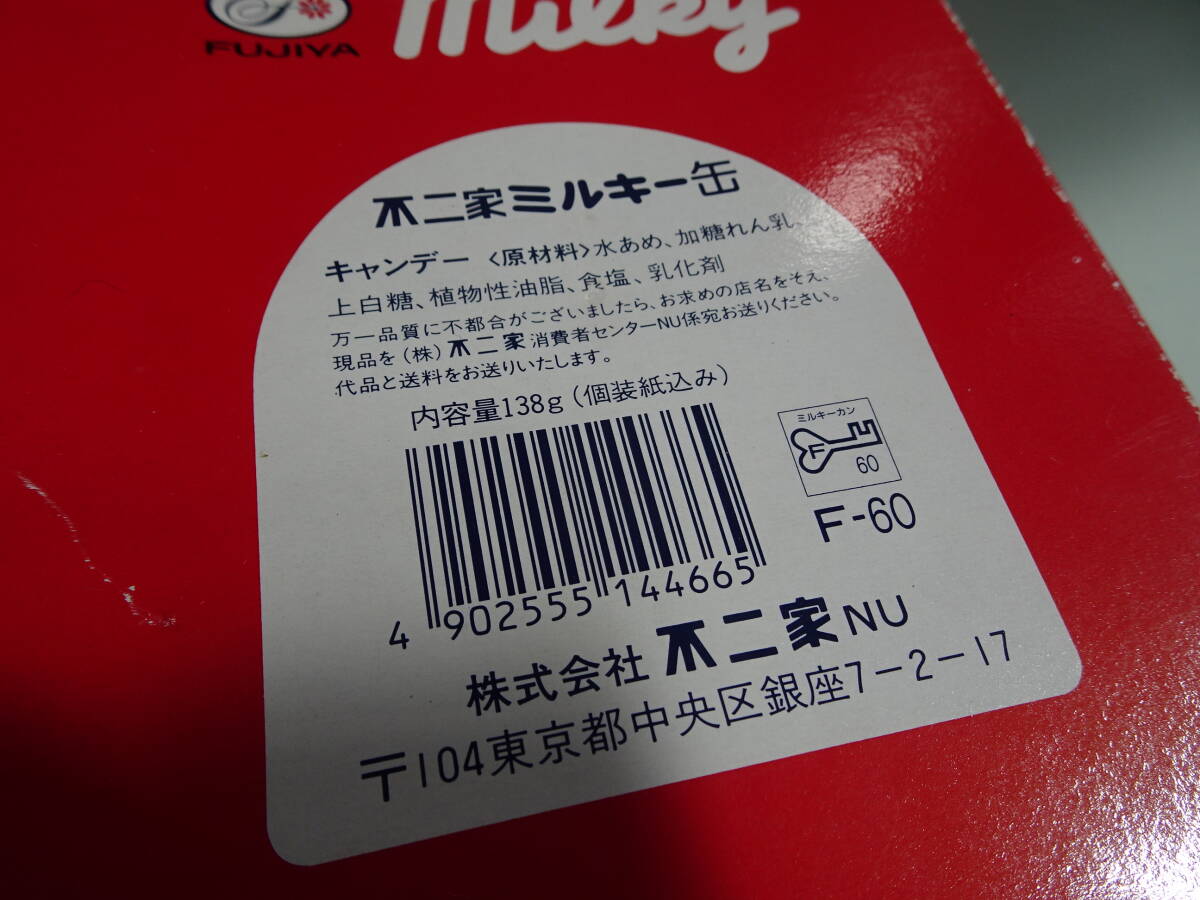 FUJIYA
milky
不二家ミルキー缶
キャンデー〈原材料〉水あめ、加糖れん乳、
上白糖、植物性油脂、食塩、乳化剤
万一品質に不都合がございましたら、お求めの店名をそえ、
現品を(株)不二家消費者センターNU係宛お送りください。
代品と送料をお送りいたします。
内容量138g(個装紙込み)
ミルキーカン
F
60
F-60
4 902555 144665
株式会社 不二家 NU
〒104東京都中央区銀座7-2-17